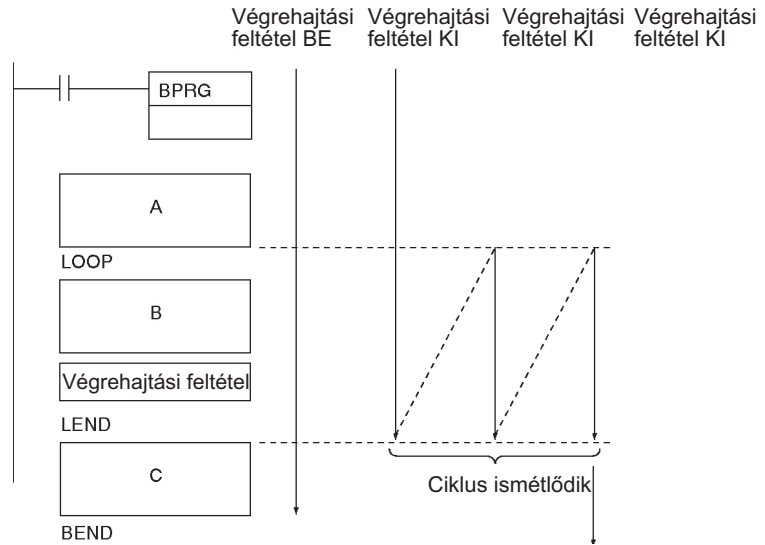 Végrehajtási feltétel BE
Végrehajtási feltétel KI
Végrehajtási feltétel KI
Végrehajtási feltétel KI
BPRG
A
LOOP
B
Végrehajtási feltétel
LEND
C
Ciklus ismétlődik
BEND